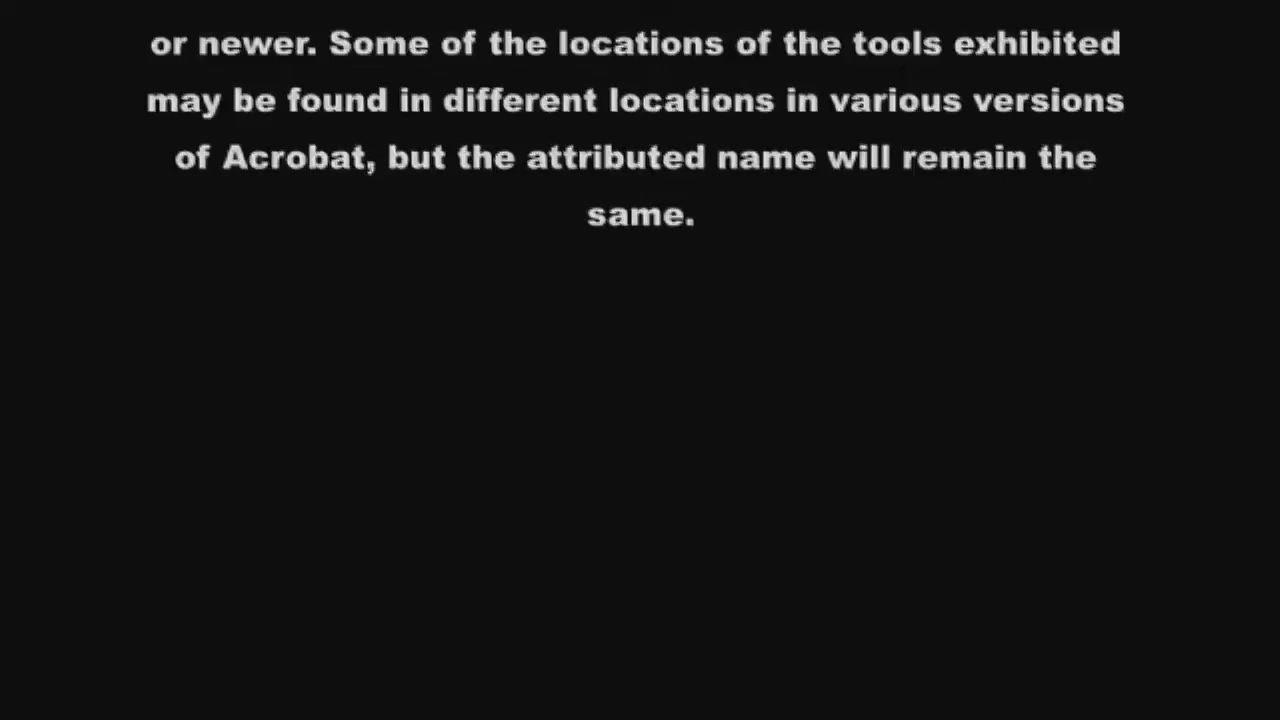 or newer. Some of the locations of the tools exhibited
may be found in different locations in various versions
of Acrobat, but the attributed name will remain the
same.